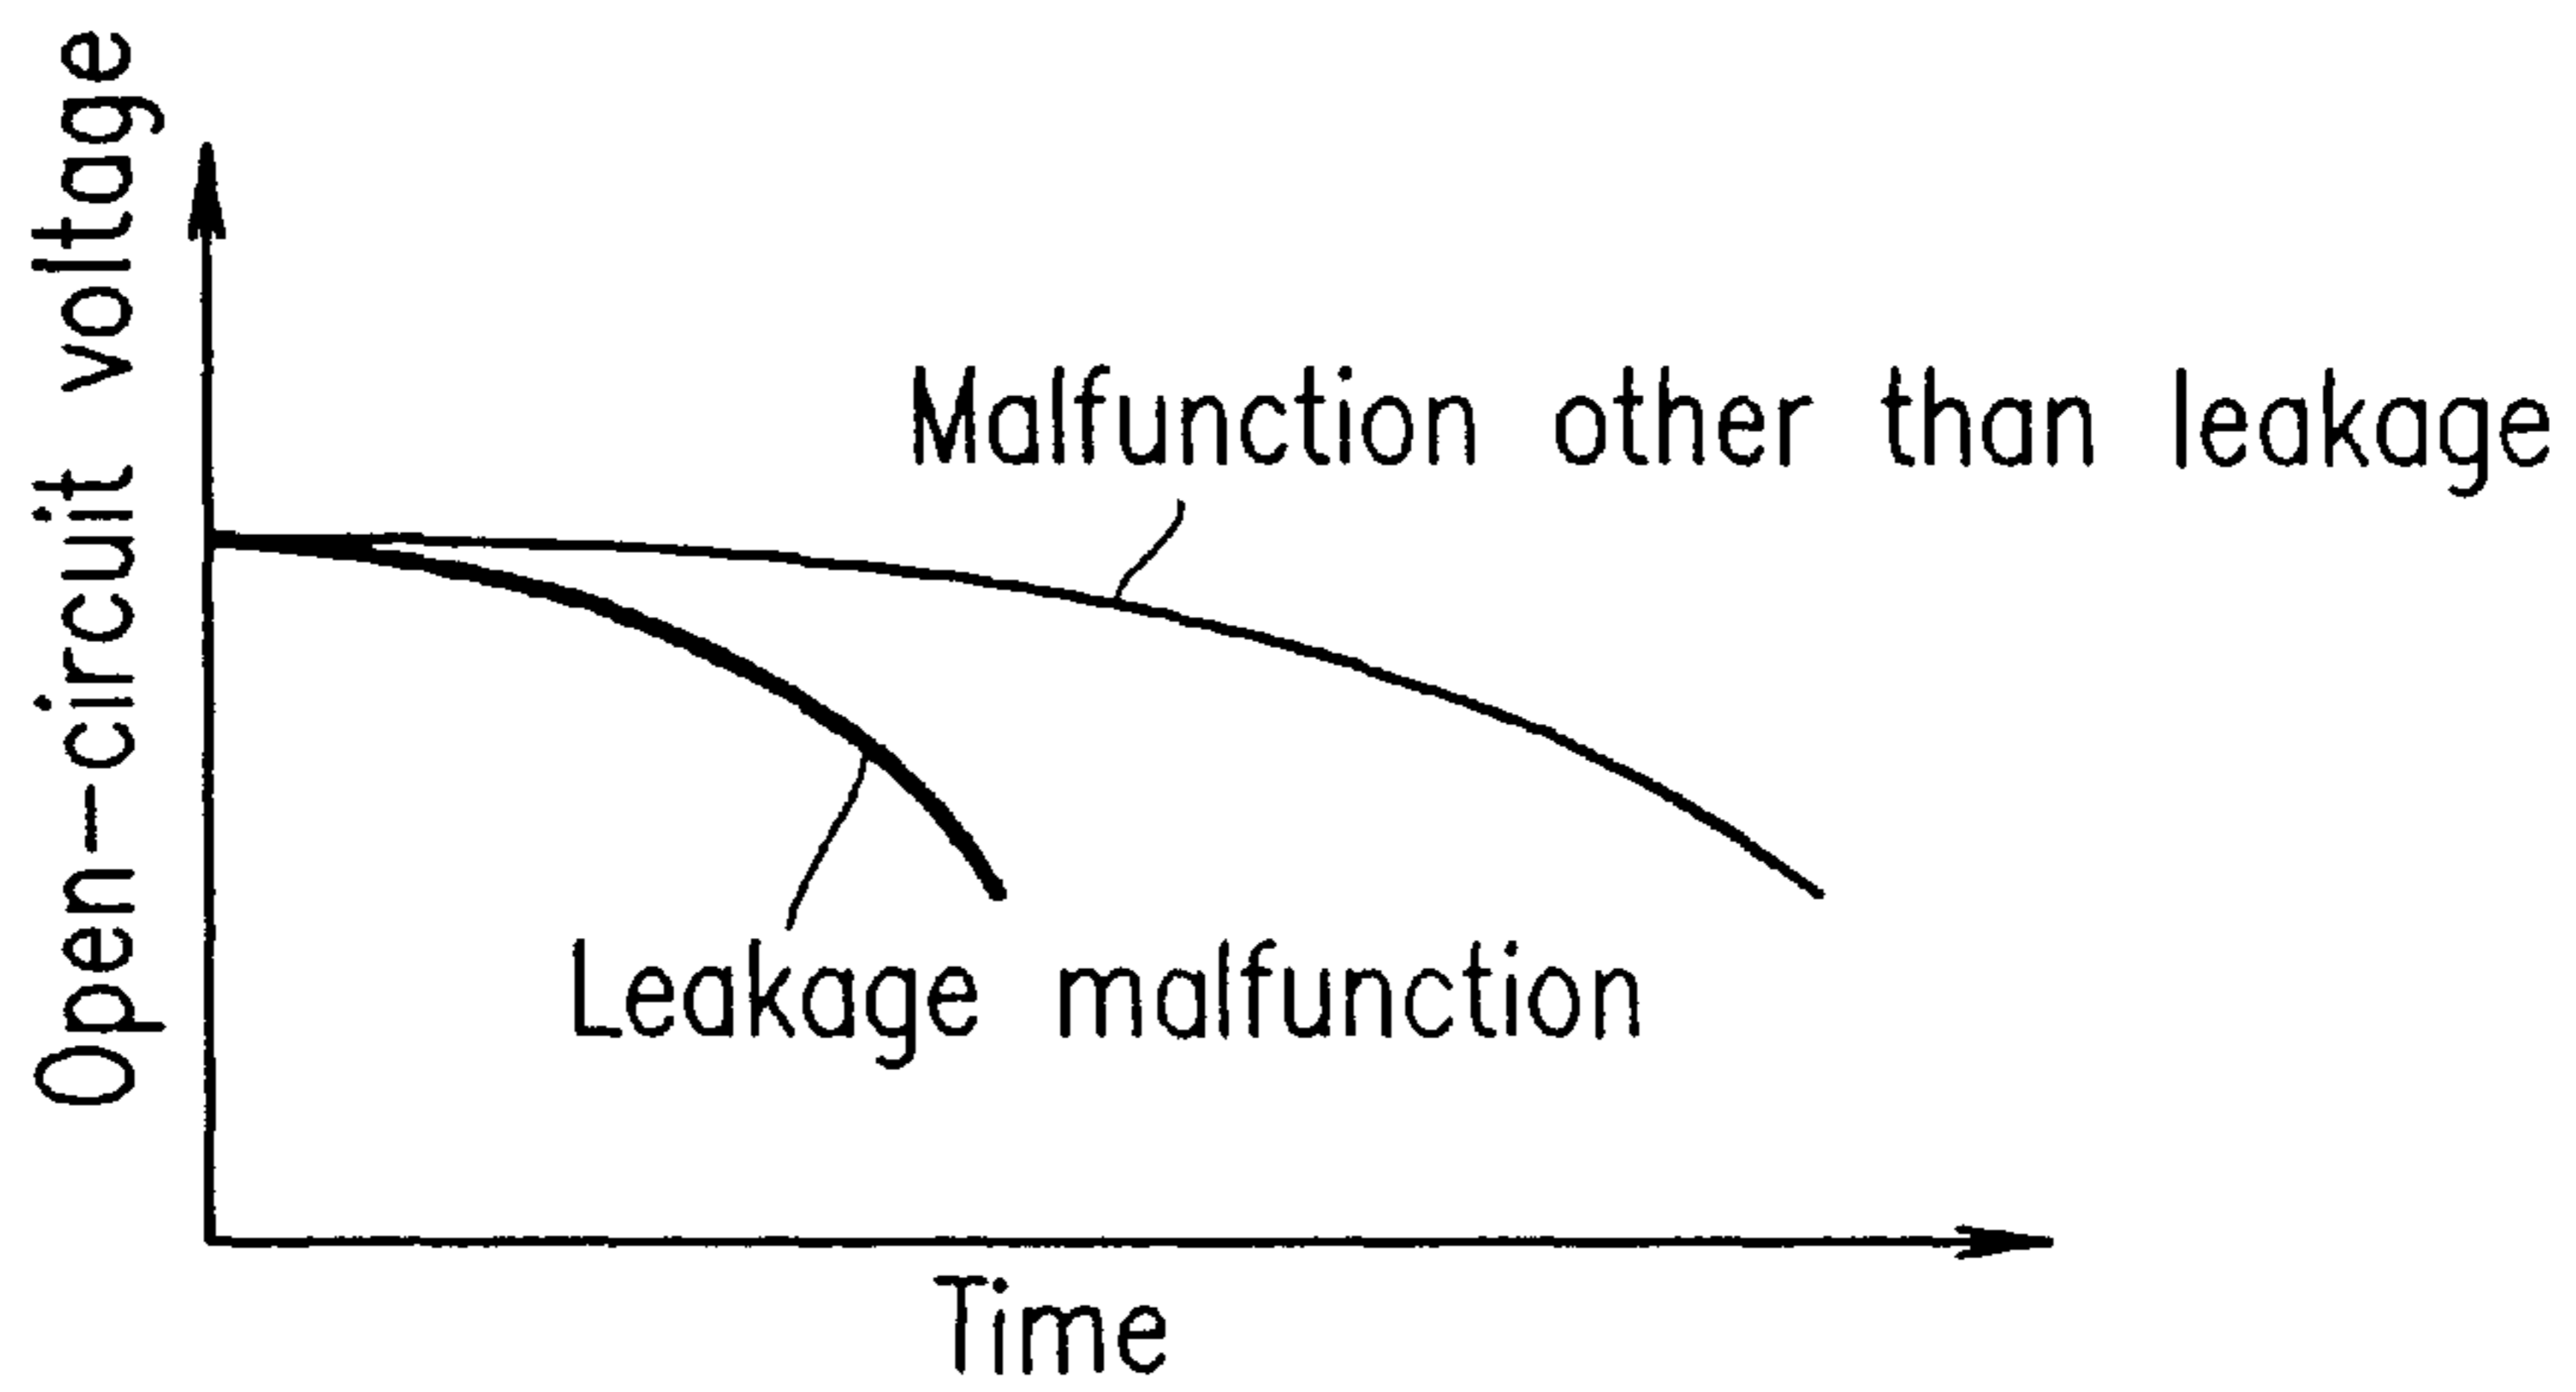 Open-circuit voltage
Malfunction other than leakage
Leakage malfunction
Time